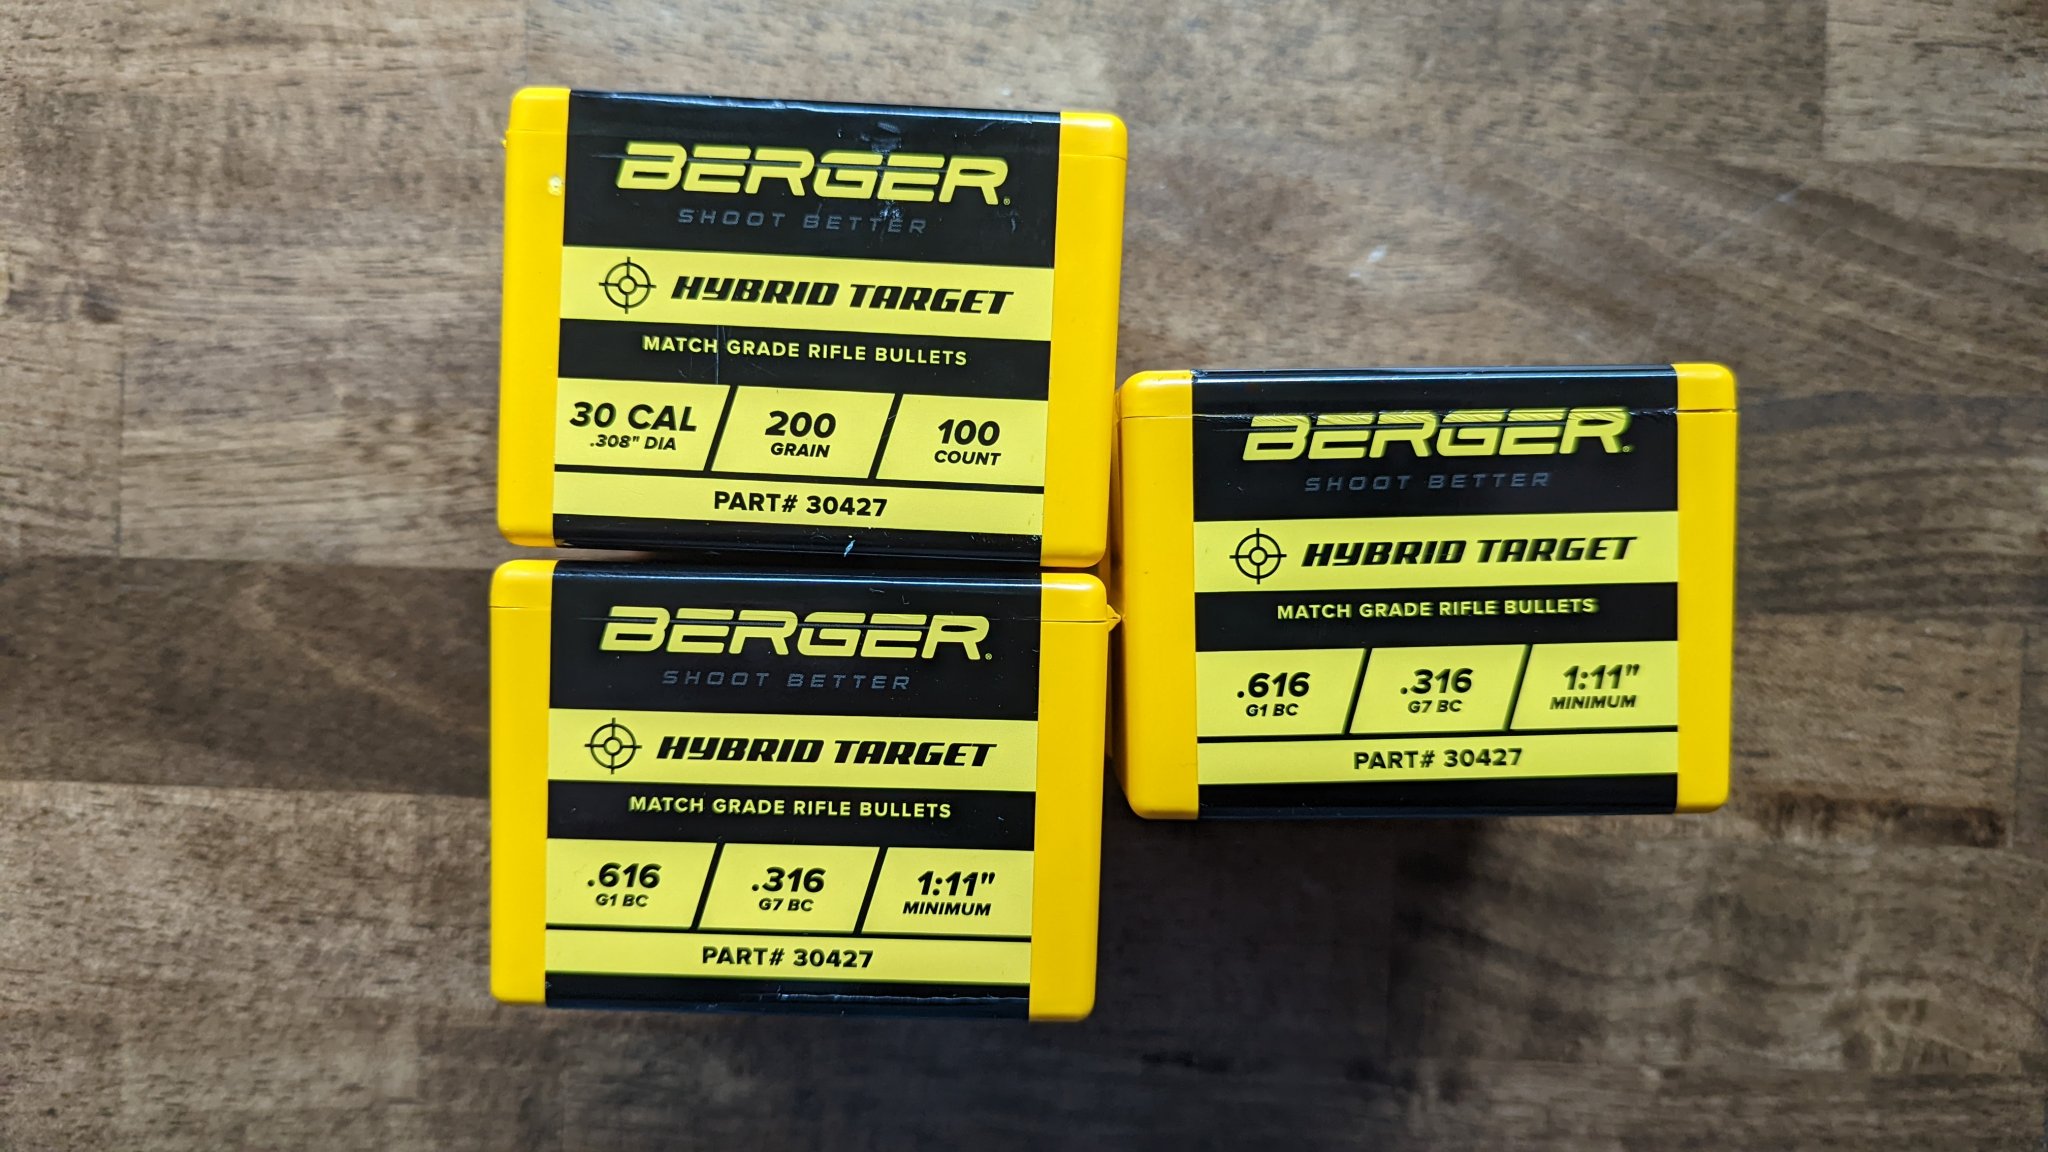 BERGER®
SHOOT BETTER
HYBRID TARGET
MATCH GRADE RIFLE BULLETS
30 CAL
.308" DIA
200
GRAIN
100
COUNT
PART# 30427
BERGER®
SHOOT BETTER
HYBRID TARGET
MATCH GRADE RIFLE BULLETS
.616
G1 BC
.316
G7 BC
1:11"
MINIMUM
PART# 30427
BERGER®
SHOOT BETTER
HYBRID TARGET
MATCH GRADE RIFLE BULLETS
.616
G1 BC
.316
G7 BC
1:11"
MINIMUM
PART# 30427